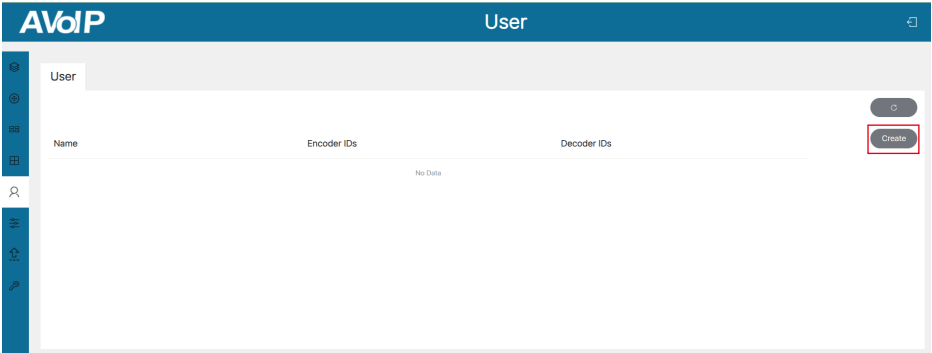 AVoIP
User
User
Name Encoder IDs Decoder IDs
Create
No Data